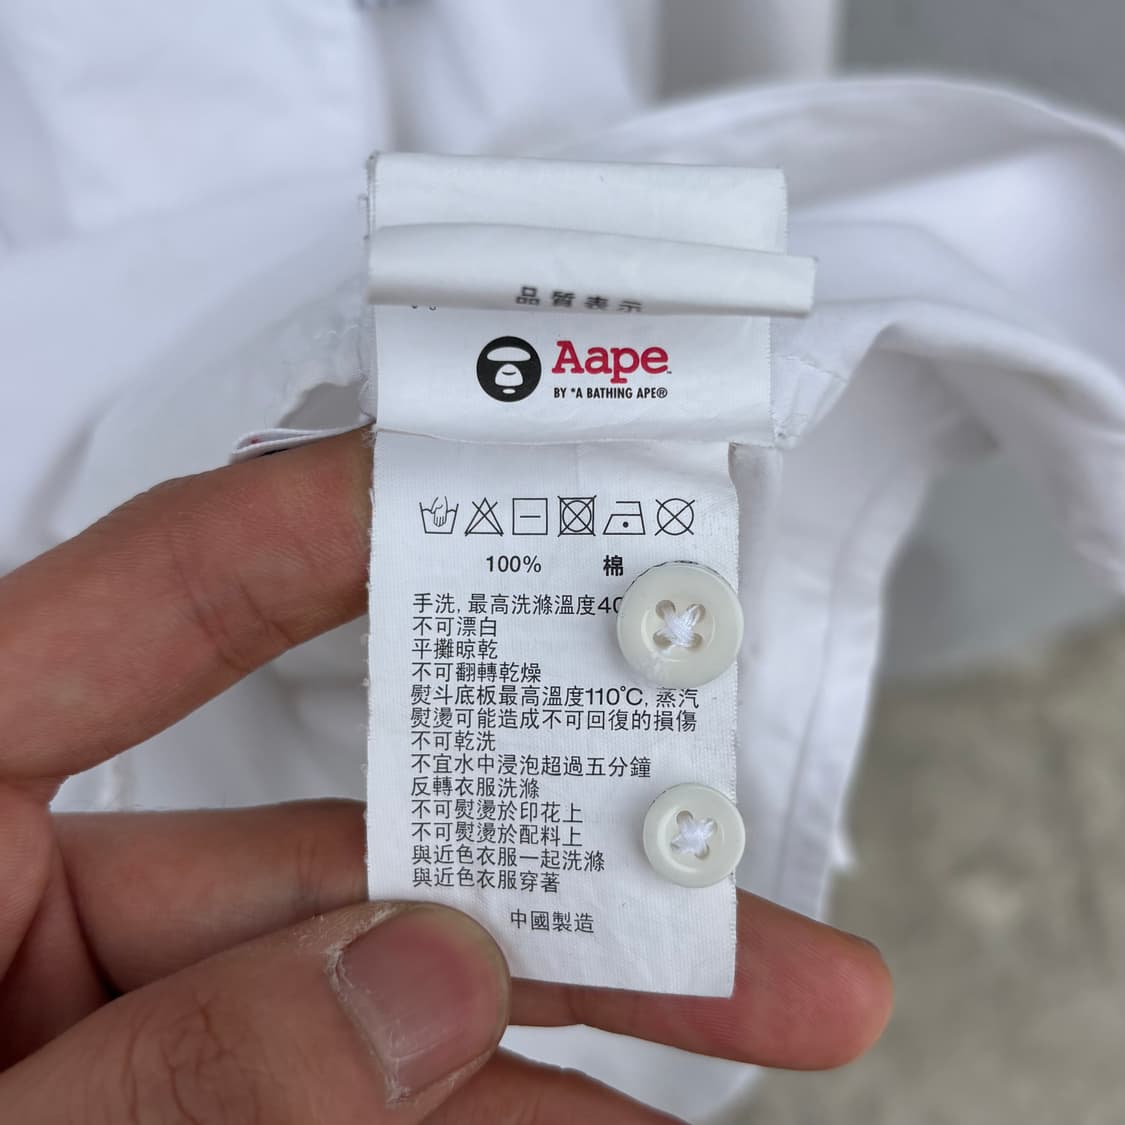 品質表示
Aape
BY *A BATHING APE®
100% 棉
手洗, 最高洗滌溫度40
不可漂白
平攤晾乾
不可翻轉乾燥
熨斗底板最高溫度110℃, 蒸汽
熨燙可能造成不可回復的損傷
不可乾洗
不宜水中浸泡超過五分鐘
反轉衣服洗滌
不可熨燙於印花上
不可熨燙於配料上
與近色衣服一起洗滌
與近色衣服穿著
中國製造